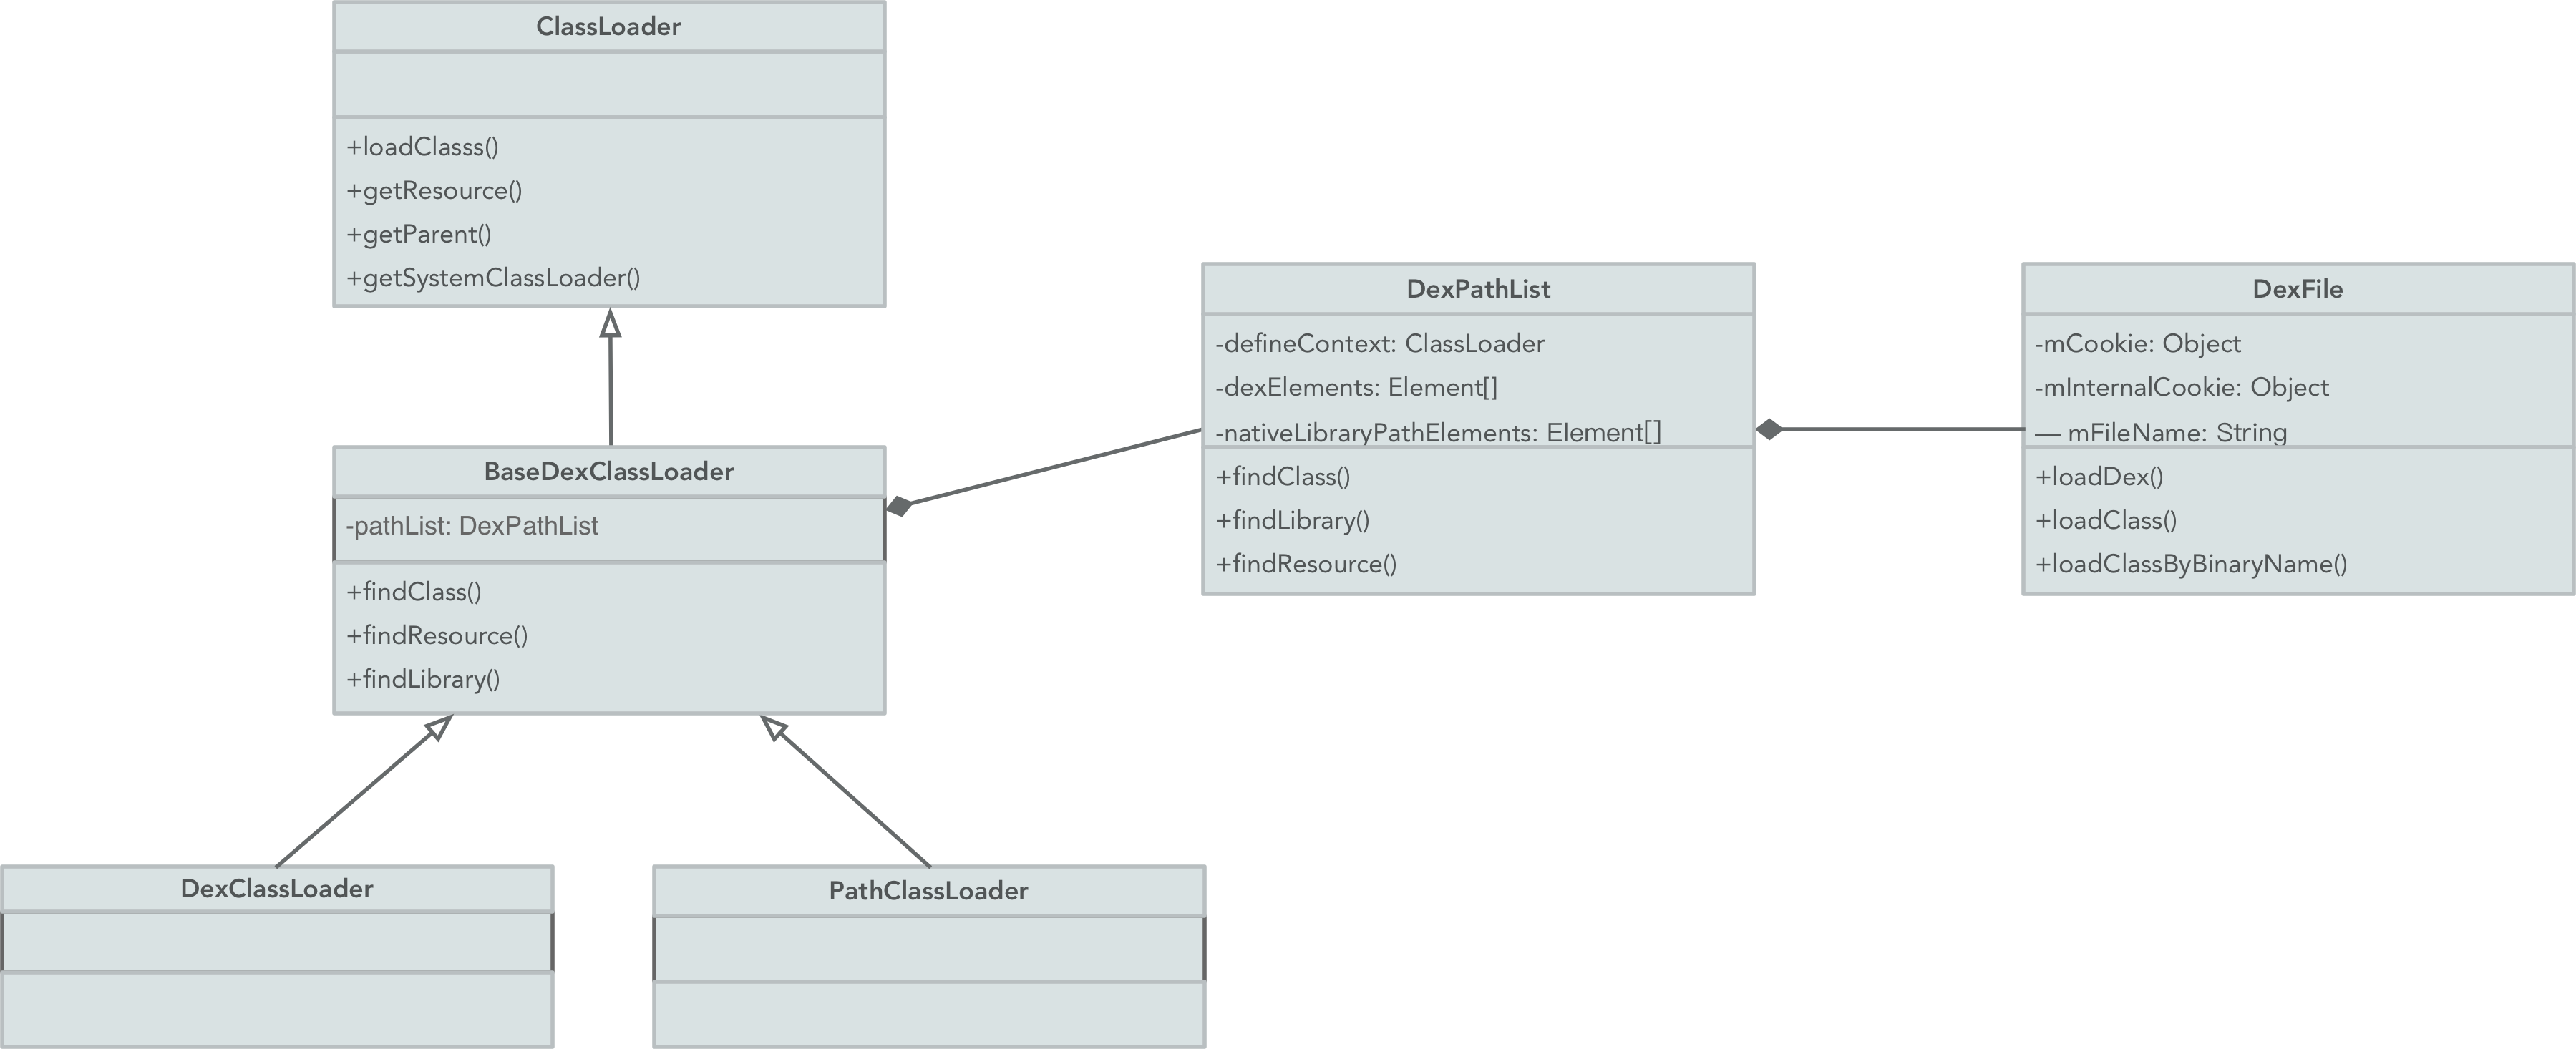 ClassLoader
+loadClasss()
+getResource()
+getParent()
+getSystemClassLoader()
BaseDexClassLoader
-pathList: DexPathList
+findClass()
+findResource()
+findLibrary()
DexPathList
-defineContext: ClassLoader
-dexElements: Element[]
-nativeLibraryPathElements: Element[]
+findClass()
+findLibrary()
+findResource()
DexFile
-mCookie: Object
-mInternalCookie: Object
— mFileName: String
+loadDex()
+loadClass()
+loadClassByBinaryName()
DexClassLoader
PathClassLoader